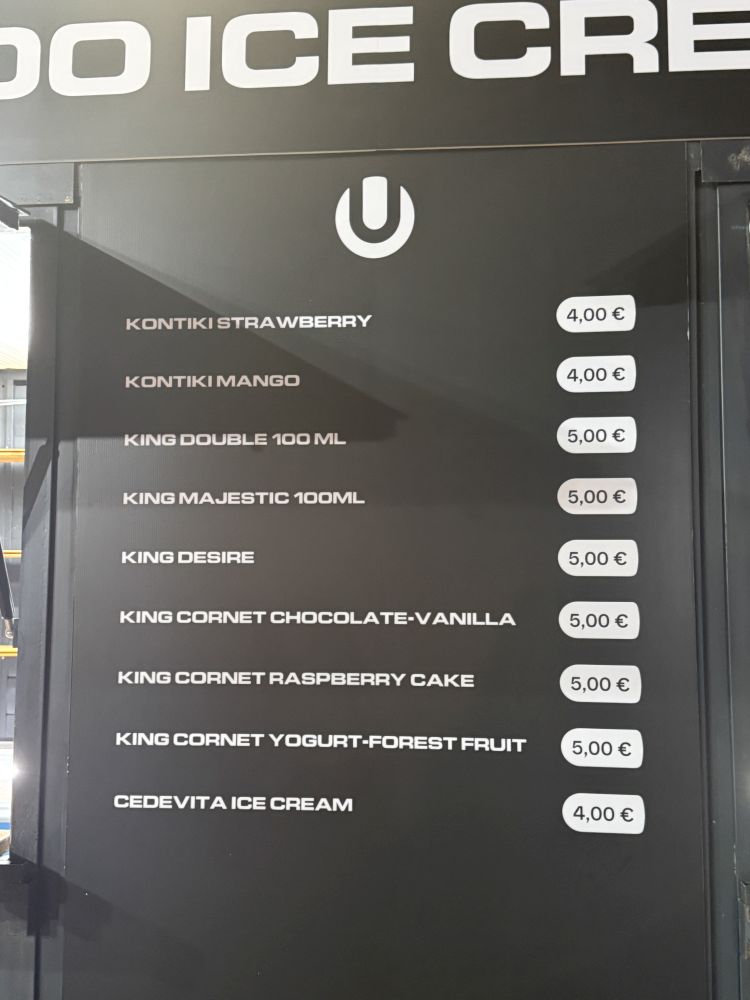 ICE
KONTIKI STRAWBERRY 4,00 €
KONTIKI MANGO 4,00 €
KING DOUBLE 100 ML 5,00 €
KING MAJESTIC 100ML 5,00 €
KING DESIRE 5,00 €
KING CORNET CHOCOLATE-VANILLA 5,00 €
KING CORNET RASPBERRY CAKE 5,00 €
KING CORNET YOGURT-FOREST FRUIT 5,00 €
CEDEVITA ICE CREAM 4,00 €